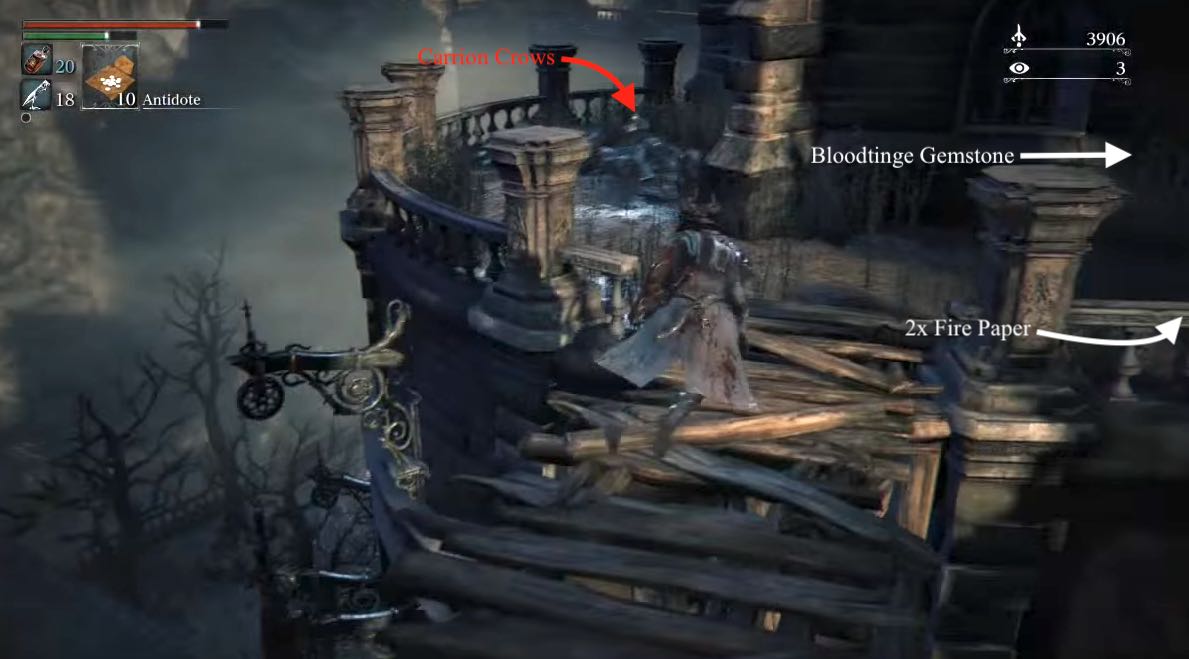 Carrion Crows
3906
20
3
18
10 Antidote
Bloodtinge Gemstone
2x Fire Paper